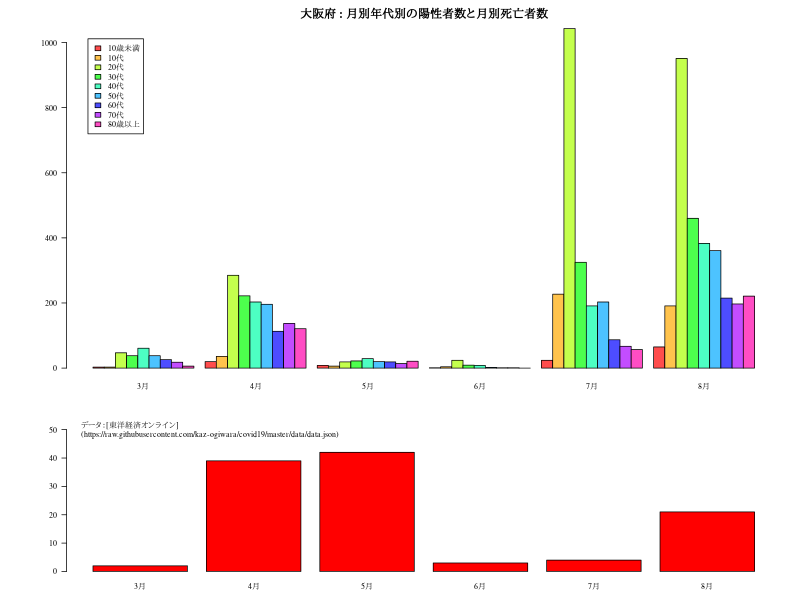 大阪府 : 月別年代別の陽性者数と月別死亡者数
1000
800
600
400
200
0
10歳未満
10代
20代
30代
40代
50代
60代
70代
80歳以上
3月 4月 5月 6月 7月 8月
データ:[東洋経済オンライン]
(https://raw.githubusercontent.com/kaz-ogiwara/covid19/master/data/data.json)
50
40
30
20
10
0
3月 4月 5月 6月 7月 8月